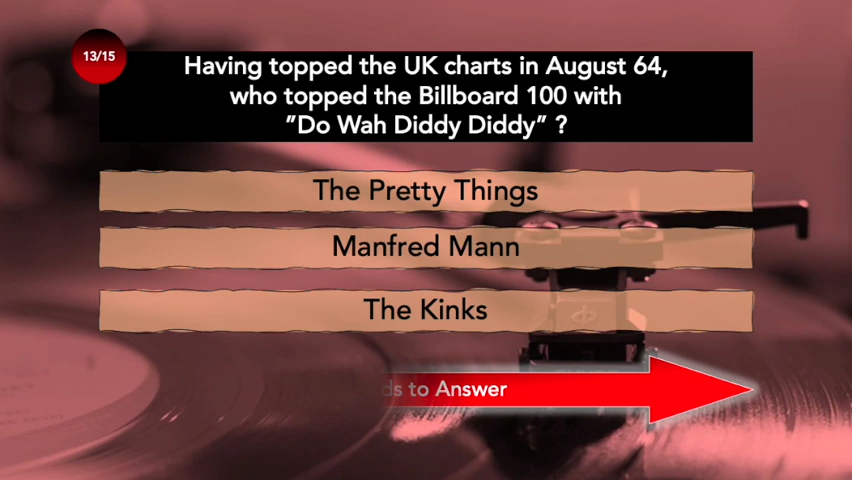 13/15
Having topped the UK charts in August 64,
who topped the Billboard 100 with
”Do Wah Diddy Diddy” ?
The Pretty Things
Manfred Mann
The Kinks
to Answer